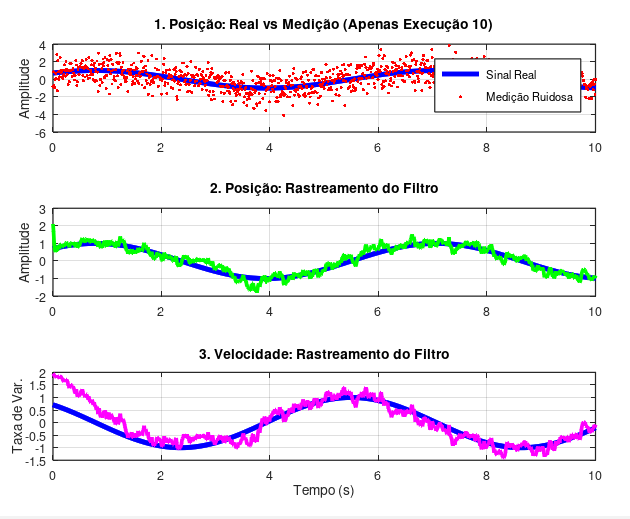 1. Posição: Real vs Medição (Apenas Execução 10)
Amplitude
4
2
0
-2
-4
-6
Sinal Real
Medição Ruidosa
0 2 4 6 8 10
2. Posição: Rastreamento do Filtro
Amplitude
3
2
1
0
-1
-2
0 2 4 6 8 10
3. Velocidade: Rastreamento do Filtro
Taxa de Var.
2
1.5
1
0.5
0
-0.5
-1
-1.5
0 2 4 6 8 10
Tempo (s)